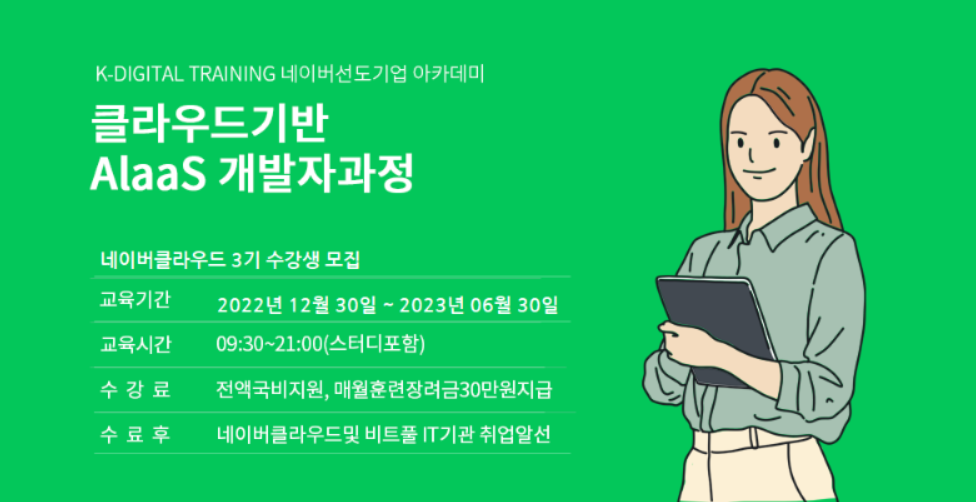 K-DIGITAL TRAINING 네이버선도기업 아카데미
클라우드기반
AIaaS 개발자과정
네이버클라우드 3기 수강생 모집
교육기간 2022년 12월 30일 ~ 2023년 06월 30일
교육시간 09:30~21:00(스터디포함)
수 강 료 전액국비지원, 매월훈련장려금30만원지급
수 료 후 네이버클라우드및 비트풀 IT기관 취업알선